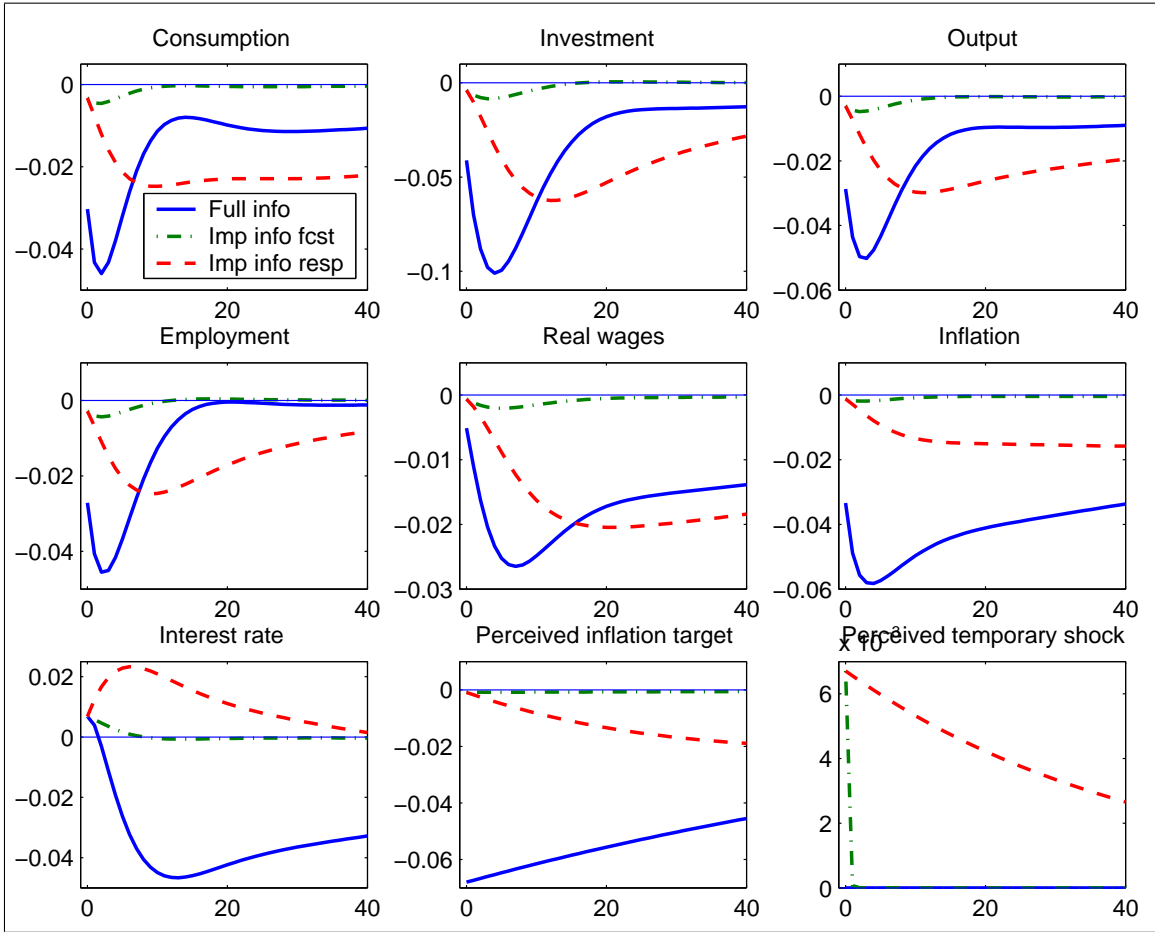 Consumption
Investment
Output
0
−0.02
−0.04
0 20 40
Full info
Imp info fcst
Imp info resp
0
−0.05
−0.1
0 20 40
0
−0.02
−0.04
−0.06
0 20 40
Employment
Real wages
Inflation
0
−0.02
−0.04
0 20 40
0
−0.01
−0.02
−0.03
0 20 40
0
−0.02
−0.04
−0.06
0 20 40
Interest rate
Perceived inflation target
Perceived temporary shock
0.02
0
−0.02
−0.04
0 20 40
0
−0.02
−0.04
−0.06
0 20 40
x 10−3
6
4
2
0
0 20 40